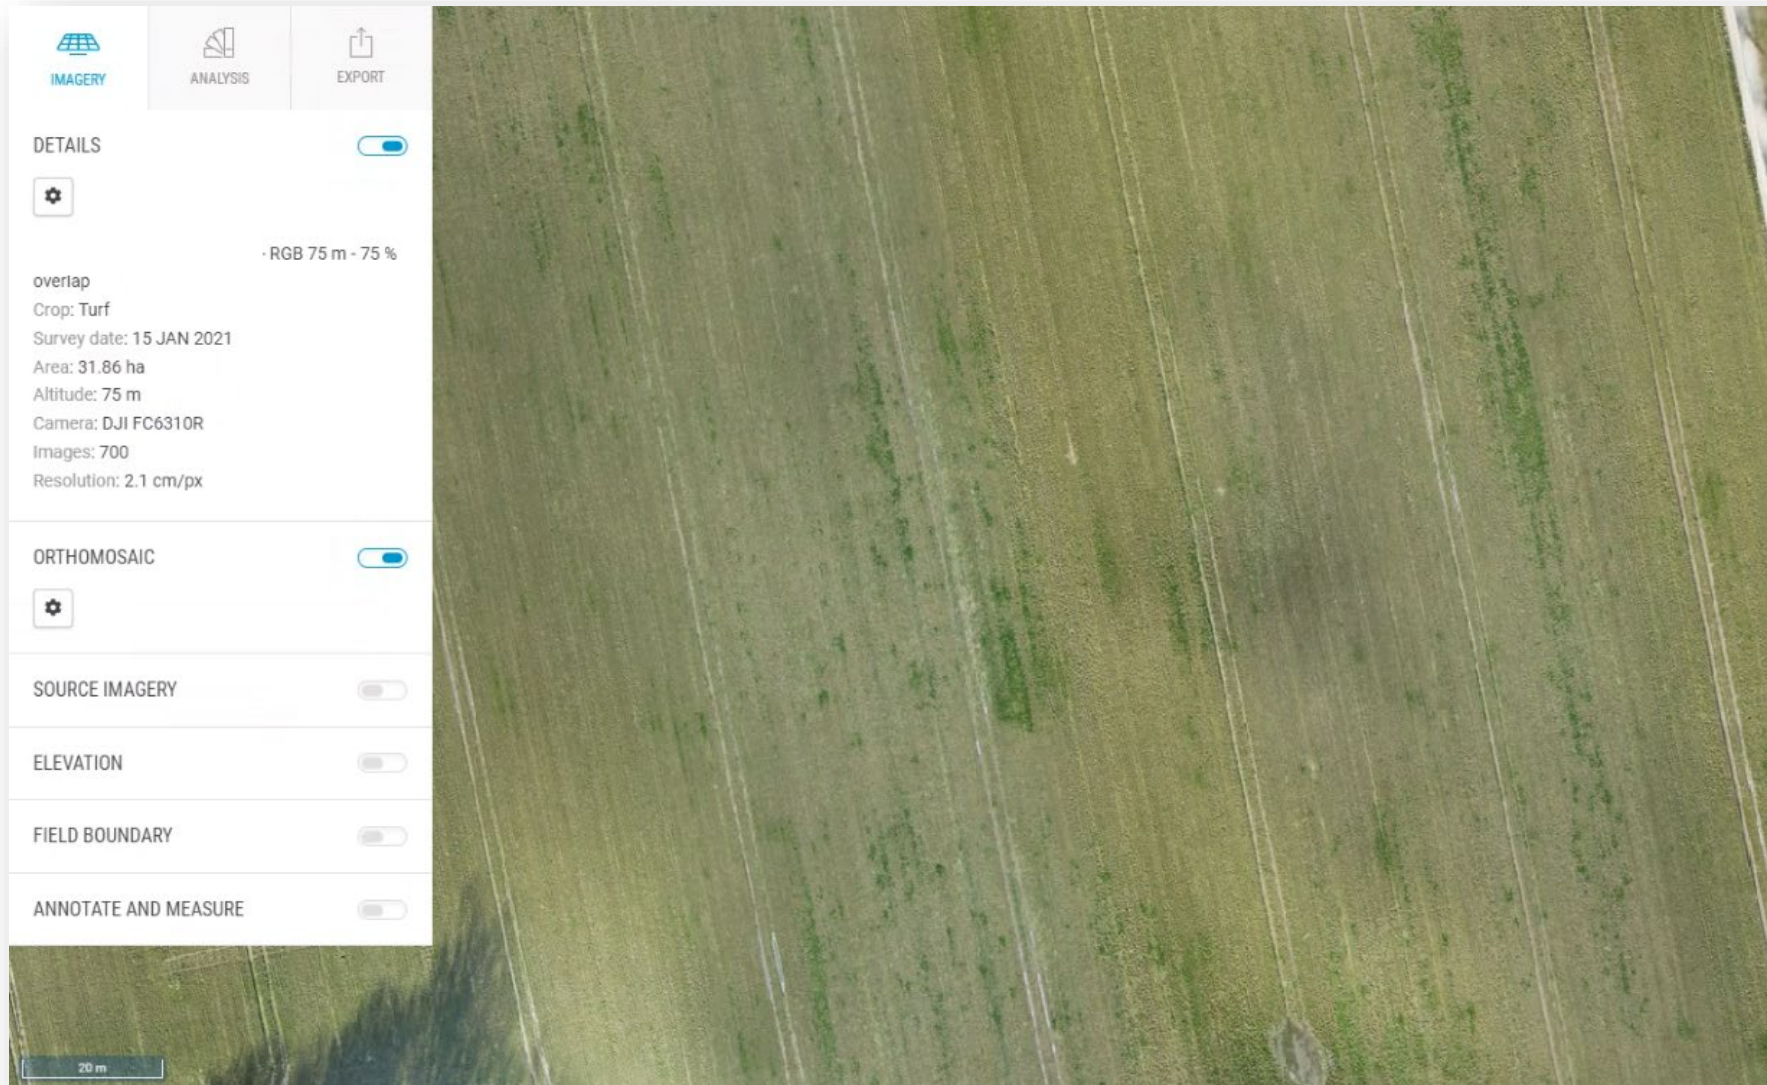 IMAGERY
ANALYSIS
EXPORT
DETAILS
- RGB 75 m - 75 %
overlap
Crop: Turf
Survey date: 15 JAN 2021
Area: 31.86 ha
Altitude: 75 m
Camera: DJI FC6310R
Images: 700
Resolution: 2.1 cm/px
ORTHOMOSAIC
SOURCE IMAGERY
ELEVATION
FIELD BOUNDARY
ANNOTATE AND MEASURE
20 m